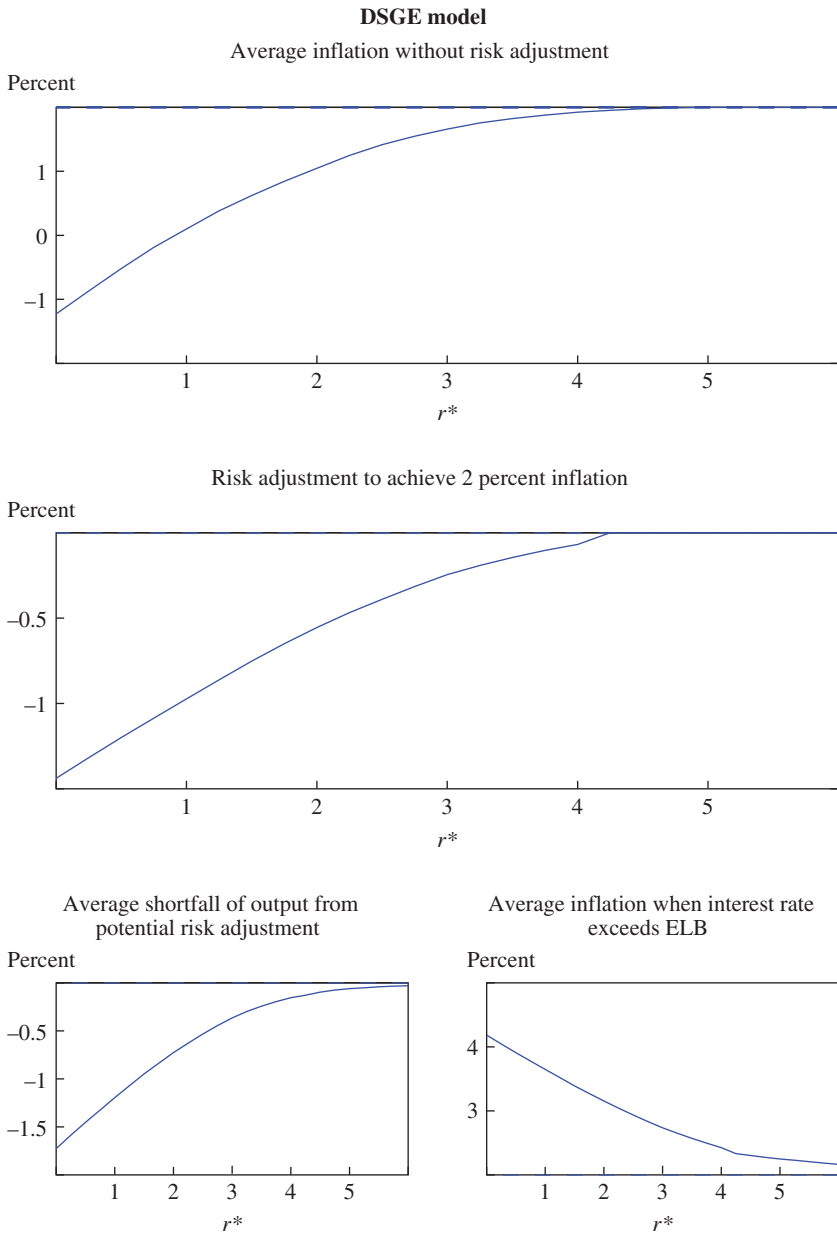 DSGE model
Average inflation without risk adjustment
Percent
1
0
–1
1 2 3 4 5
r*
Risk adjustment to achieve 2 percent inflation
Percent
–0.5
–1
1 2 3 4 5
r*
Average shortfall of output from
potential risk adjustment
Percent
–0.5
–1
–1.5
1 2 3 4 5
r*
Average inflation when interest rate
exceeds ELB
Percent
4
3
1 2 3 4 5
r*